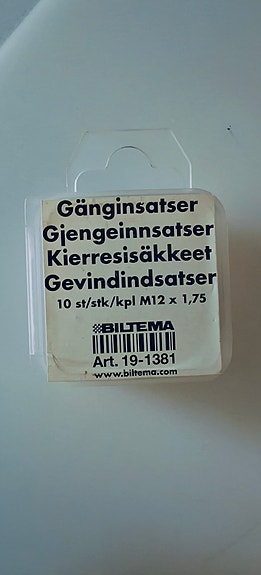 Gänginsatser
Gjengeinnsatser
Kierresisäkkeet
Gevindindsatser
10 st/stk/kpl M12 x 1,75
BILTEMA
Art. 19-1381
www.biltema.com